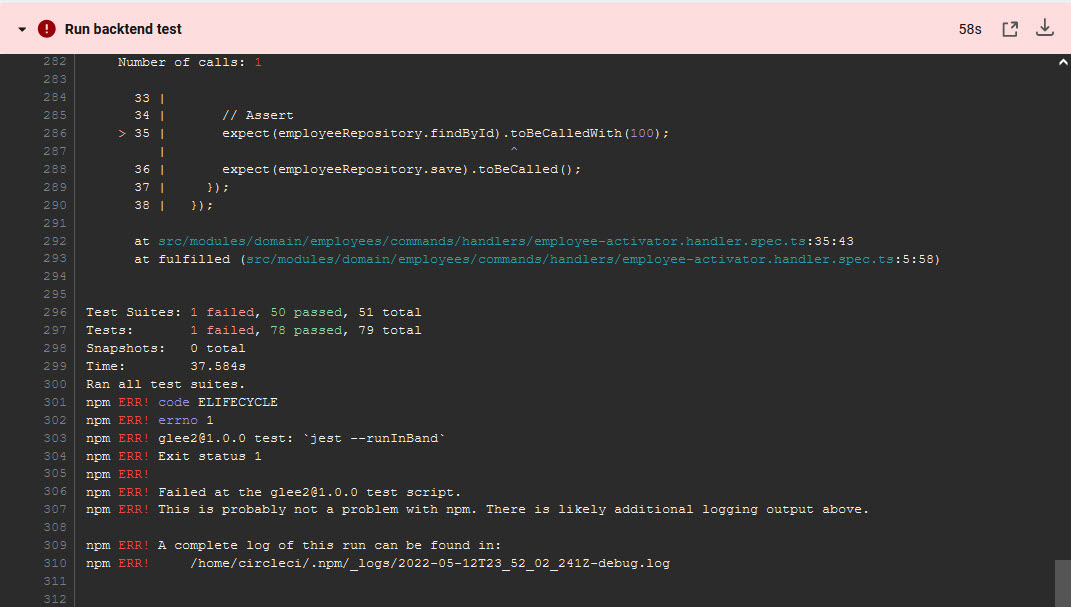 Run backtend test 58s
282 Number of calls: 1
283
284 33 |
285 34 | // Assert
286 > 35 | expect(employeeRepository.findById).toBeCalledWith(100);
287 | ^
288 36 | expect(employeeRepository.save).toBeCalled();
289 37 | });
290 38 | });
291
292 at src/modules/domain/employees/commands/handlers/employee-activator.handler.spec.ts:35:43
293 at fulfilled (src/modules/domain/employees/commands/handlers/employee-activator.handler.spec.ts:5:58)
294
295
296 Test Suites: 1 failed, 50 passed, 51 total
297 Tests: 1 failed, 78 passed, 79 total
298 Snapshots: 0 total
299 Time: 37.584s
300 Ran all test suites.
301 npm ERR! code ELIFECYCLE
302 npm ERR! errno 1
303 npm ERR! glee2@1.0.0 test: `jest --runInBand`
304 npm ERR! Exit status 1
305 npm ERR!
306 npm ERR! Failed at the glee2@1.0.0 test script.
307 npm ERR! This is probably not a problem with npm. There is likely additional logging output above.
308
309 npm ERR! A complete log of this run can be found in:
310 npm ERR! /home/circleci/.npm/_logs/2022-05-12T23_52_02_241Z-debug.log
311
312